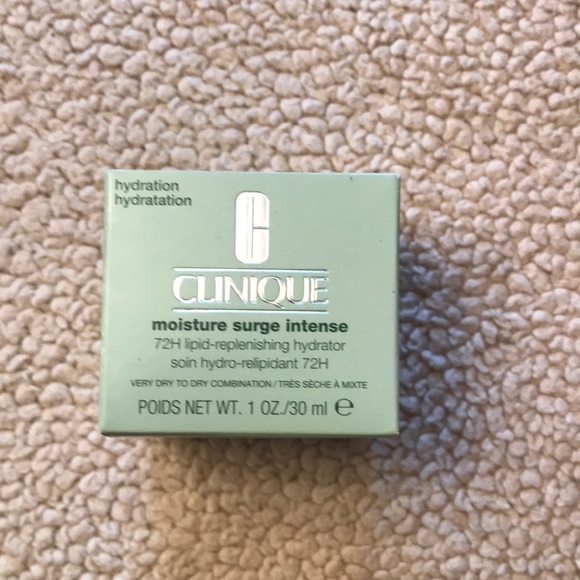 hydration
hydratation
C
CLINIQUE
moisture surge intense
72H lipid-replenishing hydrator
soin hydro-relipidant 72H
VERY DRY TO DRY COMBINATION / TRÈS SÈCHE À MIXTE
POIDS NET WT. 1 OZ./30 ml ℮